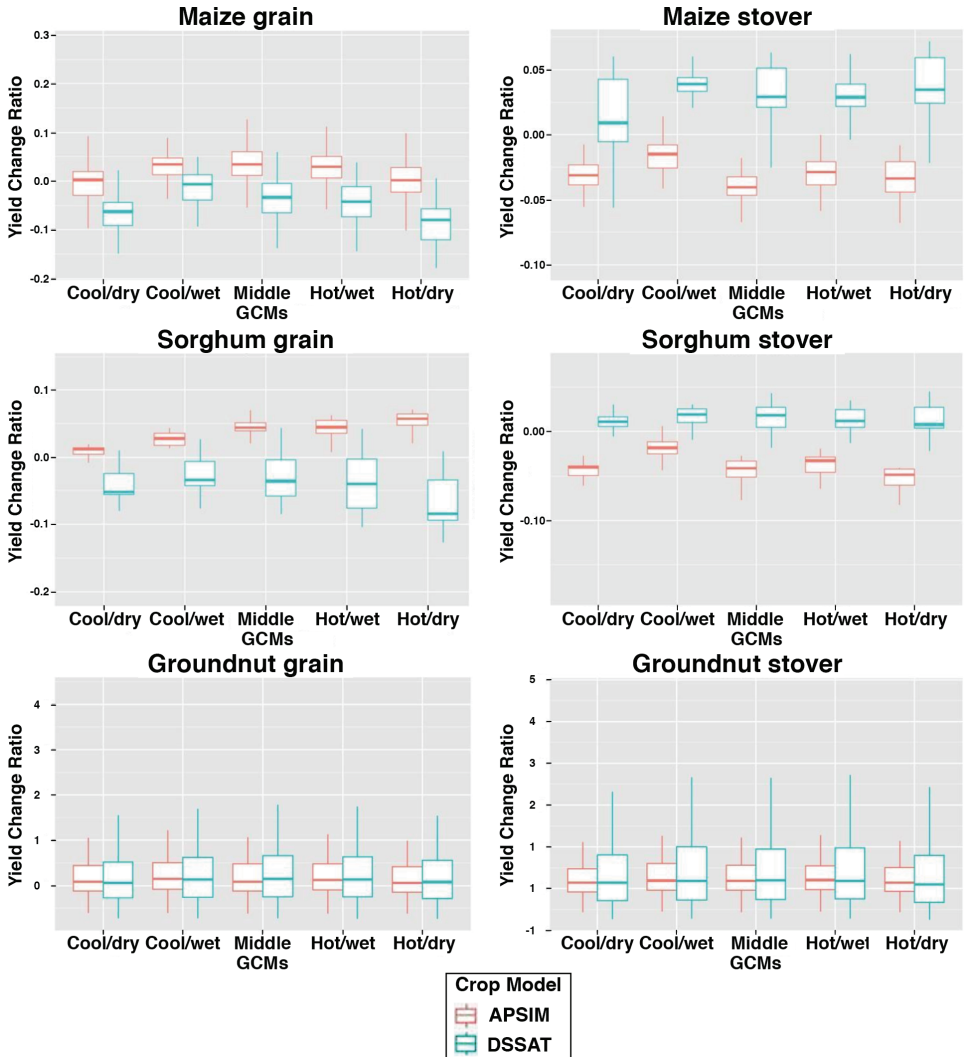 Maize grain
Maize stover
Yield Change Ratio
0.3
0.2
0.1
0.0
-0.1
-0.2
Cool/dry Cool/wet Middle Hot/wet Hot/dry
GCMs
Yield Change Ratio
0.05
0.00
-0.05
-0.10
Cool/dry Cool/wet Middle Hot/wet Hot/dry
GCMs
Sorghum grain
Sorghum stover
Yield Change Ratio
0.1
0.0
-0.1
-0.2
Cool/dry Cool/wet Middle Hot/wet Hot/dry
GCMs
Yield Change Ratio
0.00
-0.10
Cool/dry Cool/wet Middle Hot/wet Hot/dry
GCMs
Groundnut grain
Groundnut stover
Yield Change Ratio
4
3
2
1
0
Cool/dry Cool/wet Middle Hot/wet Hot/dry
GCMs
Yield Change Ratio
5
4
3
2
1
1
-1
Cool/dry Cool/wet Middle Hot/wel Hot/dry
GCMs
Crop Model
APSIM
DSSAT